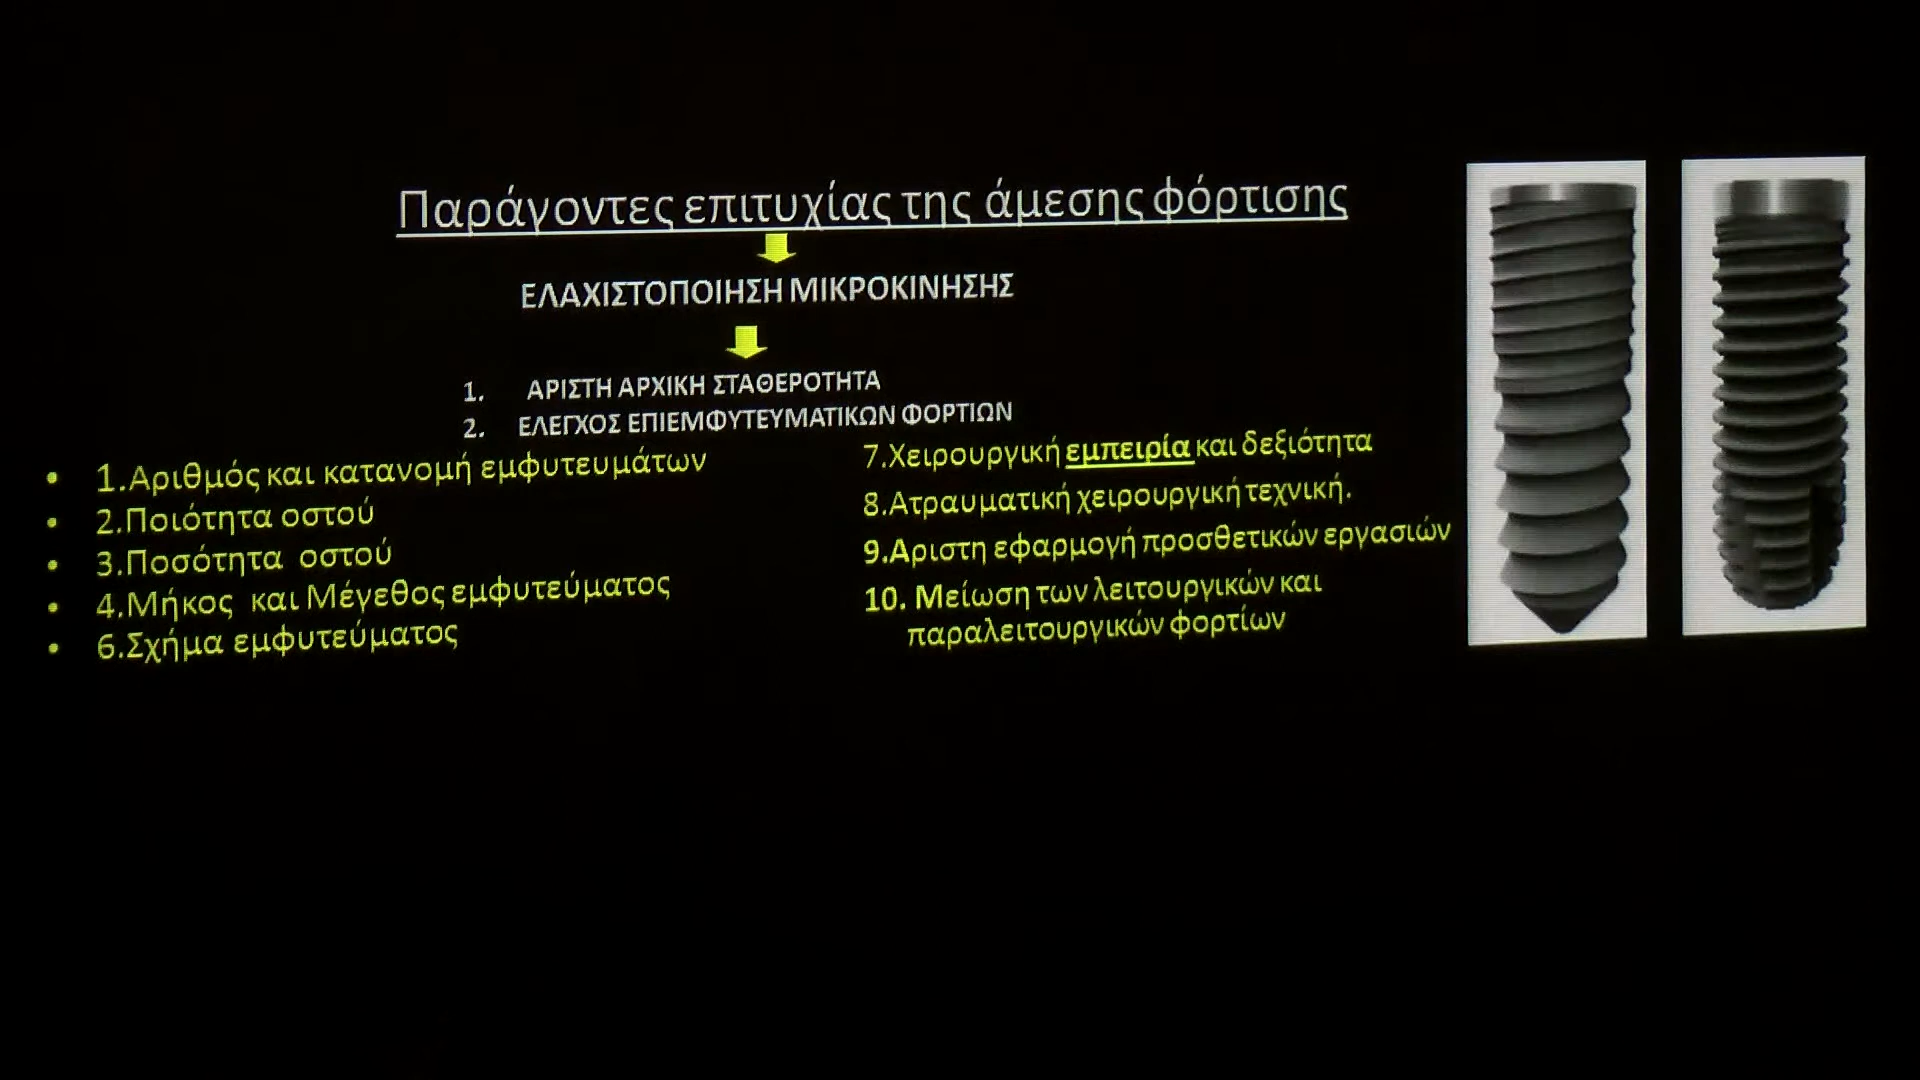 Παράγοντες επιτυχίας της άμεσης φόρτισης
ΕΛΑΧΙΣΤΟΠΟΙΗΣΗ ΜΙΚΡΟΚΙΝΗΣΗΣ
1. ΑΡΙΣΤΗ ΑΡΧΙΚΗ ΣΤΑΘΕΡΟΤΗΤΑ
2. ΕΛΕΓΧΟΣ ΕΠΙΕΜΦΥΤΕΥΜΑΤΙΚΩΝ ΦΟΡΤΙΩΝ
• 1.Αριθμός και κατανομή εμφυτευμάτων
• 2.Ποιότητα οστού
• 3.Ποσότητα οστού
• 4.Μήκος και Μέγεθος εμφυτεύματος
• 6.Σχήμα εμφυτεύματος
7.Χειρουργική εμπειρία και δεξιότητα
8.Ατραυματική χειρουργική τεχνική.
9.Αριστη εφαρμογή προσθετικών εργασιών
10. Μείωση των λειτουργικών και
παραλειτουργικών φορτίων